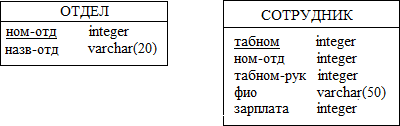 ОТДЕЛ
ном-отд integer
назв-отд varchar(20)
СОТРУДНИК
табном integer
ном-отд integer
табном-рук integer
фио varchar(50)
зарплата integer